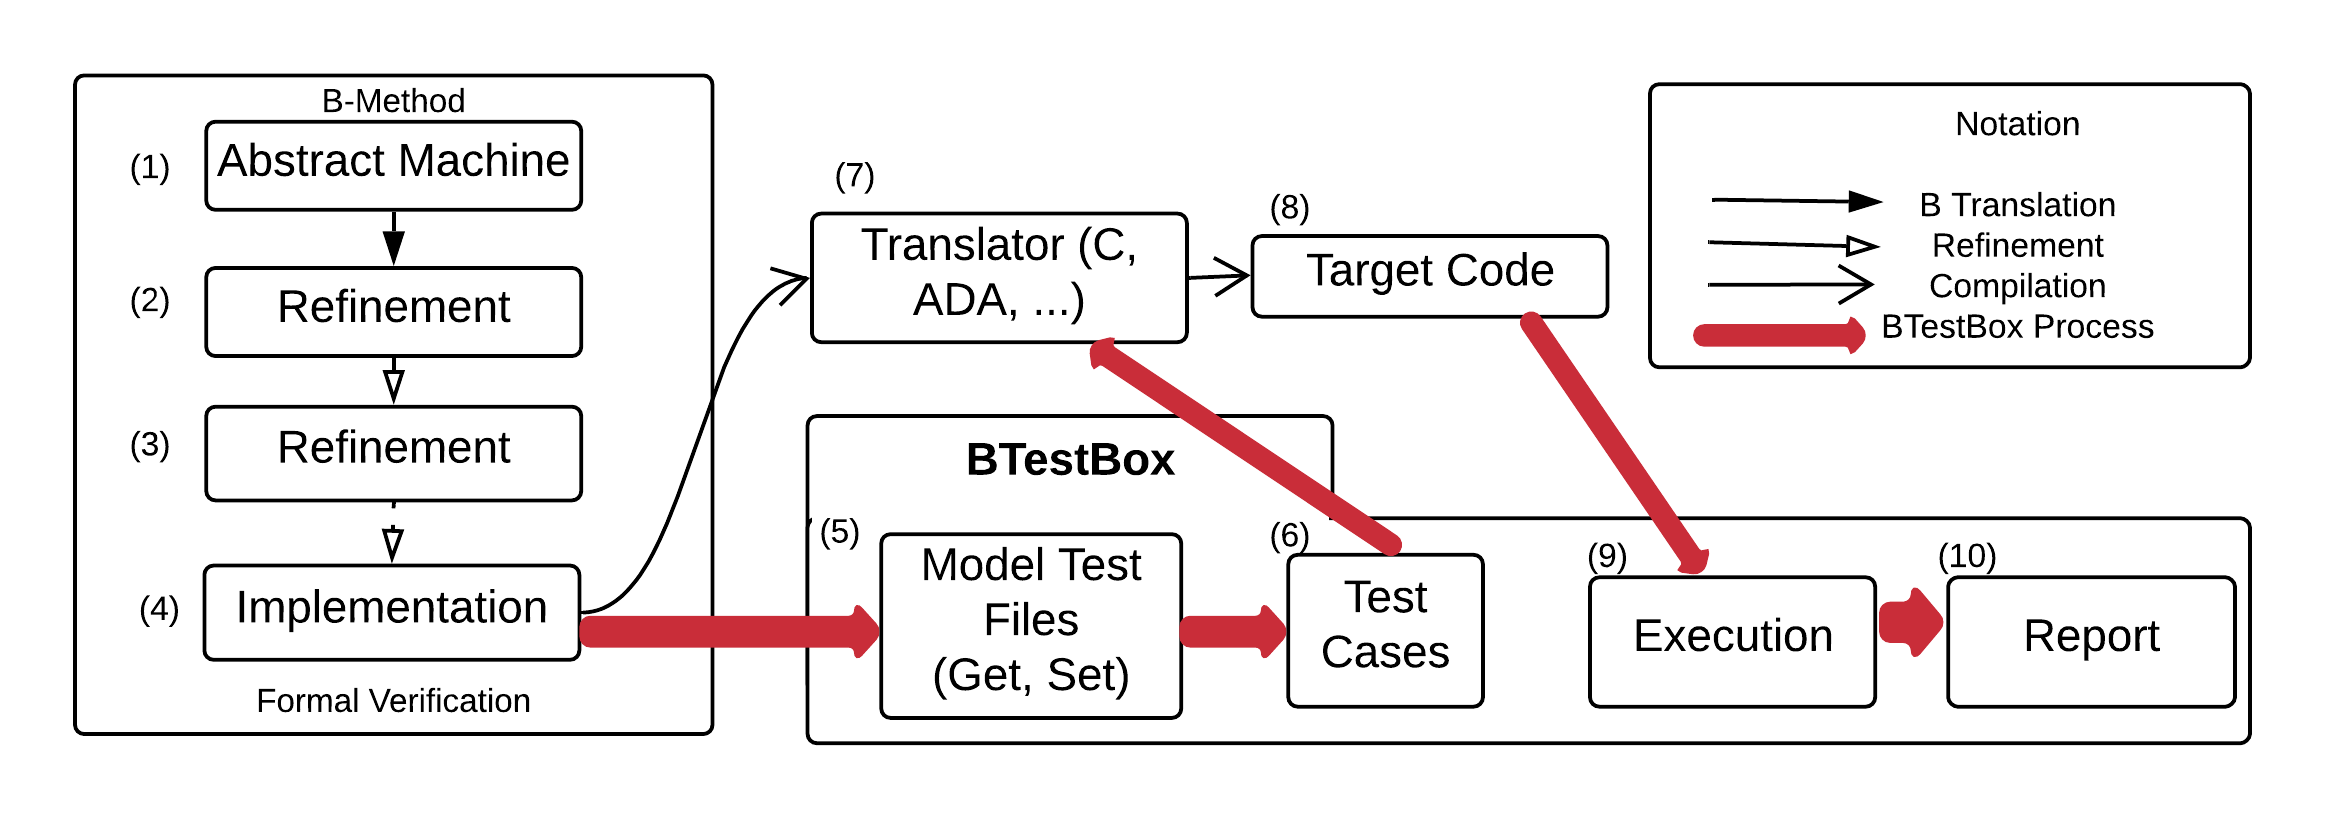 B-Method
(1)
Abstract Machine
(2)
Refinement
(3)
Refinement
(4)
Implementation
Formal Verification
(7)
Translator (C,
ADA, ...)
(8)
Target Code
Notation
B Translation
Refinement
Compilation
BTestBox Process
BTestBox
(5)
Model Test
Files
(Get, Set)
(6)
Test
Cases
(9)
Execution
(10)
Report